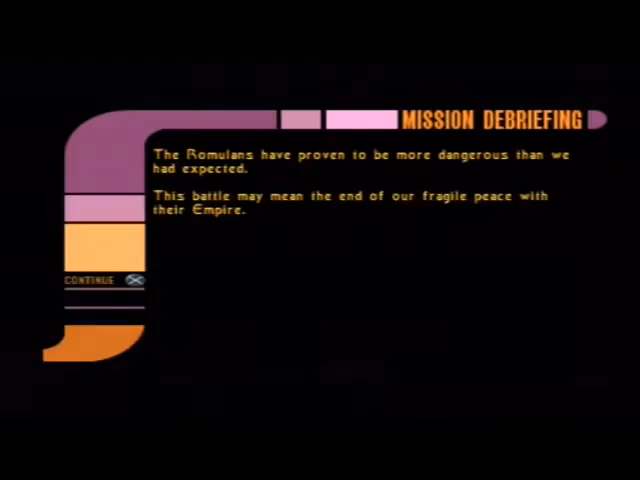 MISSION DEBRIEFING
The Romulans have proven to be more dangerous than we
had expected.
This battle may mean the end of our fragile peace with
their Empire.
CONTINUE